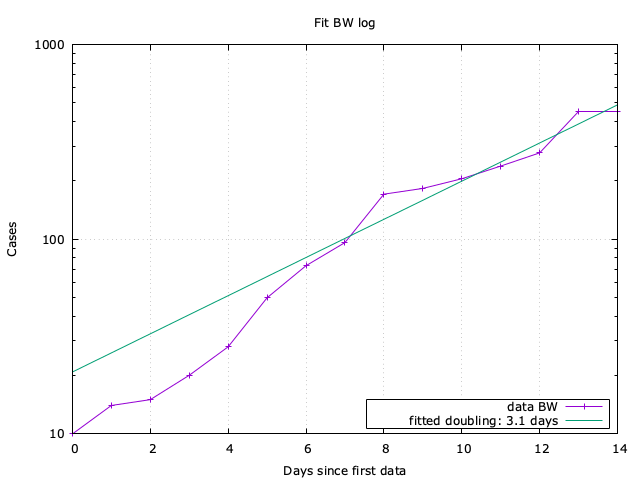 Fit BW log
1000
100
10
Cases
0 2 4 6 8 10 12 14
Days since first data
data BW
fitted doubling: 3.1 days